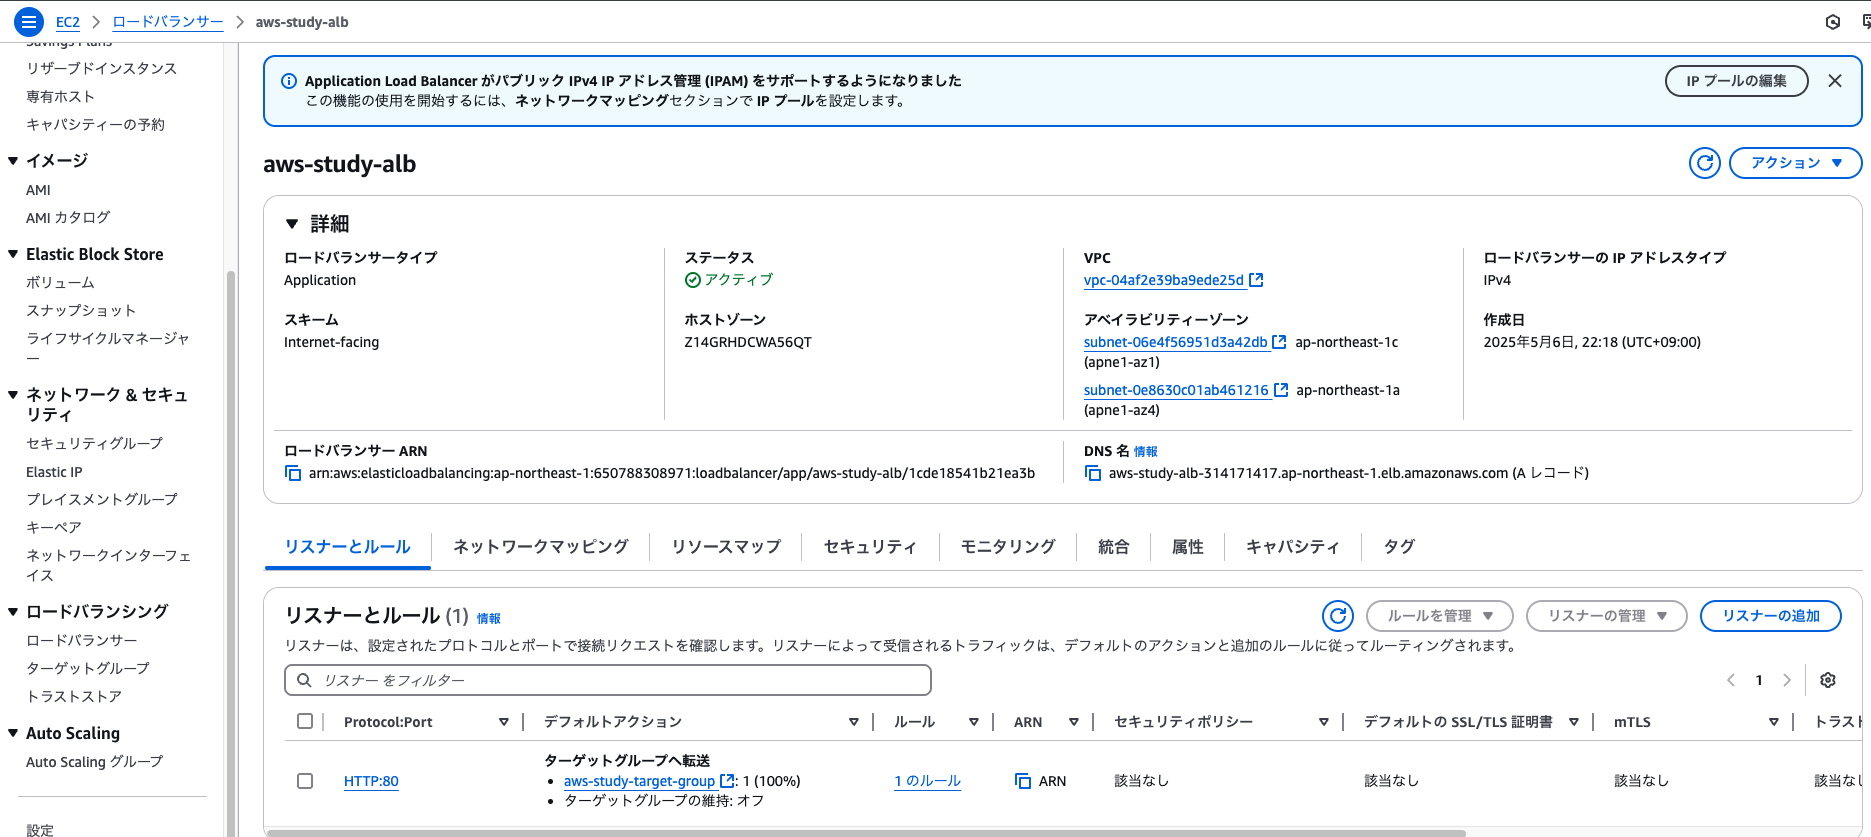 EC2
ロードバランサー
aws-study-alb
Savings Plans
リザーブドインスタンス
専有ホスト
キャパシティーの予約
イメージ
AMI
AMI カタログ
Elastic Block Store
ボリューム
スナップショット
ライフサイクルマネージャ
ー
ネットワーク & セキュ
リティ
セキュリティグループ
Elastic IP
プレイスメントグループ
キーペア
ネットワークインターフェ
イス
ロードバランシング
ロードバランサー
ターゲットグループ
トラストストア
Auto Scaling
Auto Scaling グループ
設定
Application Load Balancer がパブリック IPv4 IP アドレス管理 (IPAM) をサポートするようになりました
この機能の使用を開始するには、ネットワークマッピングセクションで IP プールを設定します。
IP プールの編集
aws-study-alb
アクション
詳細
ロードバランサータイプ
Application
スキーム
Internet-facing
ステータス
アクティブ
ホストゾーン
Z14GRHDCWA56QT
VPC
vpc-04af2e39ba9ede25d
アベイラビリティーゾーン
subnet-06e4f56951d3a42db ap-northeast-1c
(apne1-az1)
subnet-0e8630c01ab461216 ap-northeast-1a
(apne1-az4)
ロードバランサーの IP アドレスタイプ
IPv4
作成日
2025年5月6日, 22:18 (UTC+09:00)
ロードバランサー ARN
arn:aws:elasticloadbalancing:ap-northeast-1:650788308971:loadbalancer/app/aws-study-alb/1cde18541b21ea3b
DNS 名 情報
aws-study-alb-314171417.ap-northeast-1.elb.amazonaws.com (A レコード)
リスナーとルール
ネットワークマッピング
リソースマップ
セキュリティ
モニタリング
統合
属性
キャパシティ
タグ
リスナーとルール (1) 情報
ルールを管理
リスナーの管理
リスナーの追加
リスナーは、設定されたプロトコルとポートで接続リクエストを確認します。リスナーによって受信されるトラフィックは、デフォルトのアクションと追加のルールに従ってルーティングされます。
リスナー をフィルター
1
Protocol:Port
デフォルトアクション
ルール
ARN
セキュリティポリシー
デフォルトの SSL/TLS 証明書
mTLS
トラスト
HTTP:80
ターゲットグループへ転送
• aws-study-target-group: 1 (100%)
• ターゲットグループの維持: オフ
1 のルール
ARN
該当なし
該当なし
該当なし
該当なし